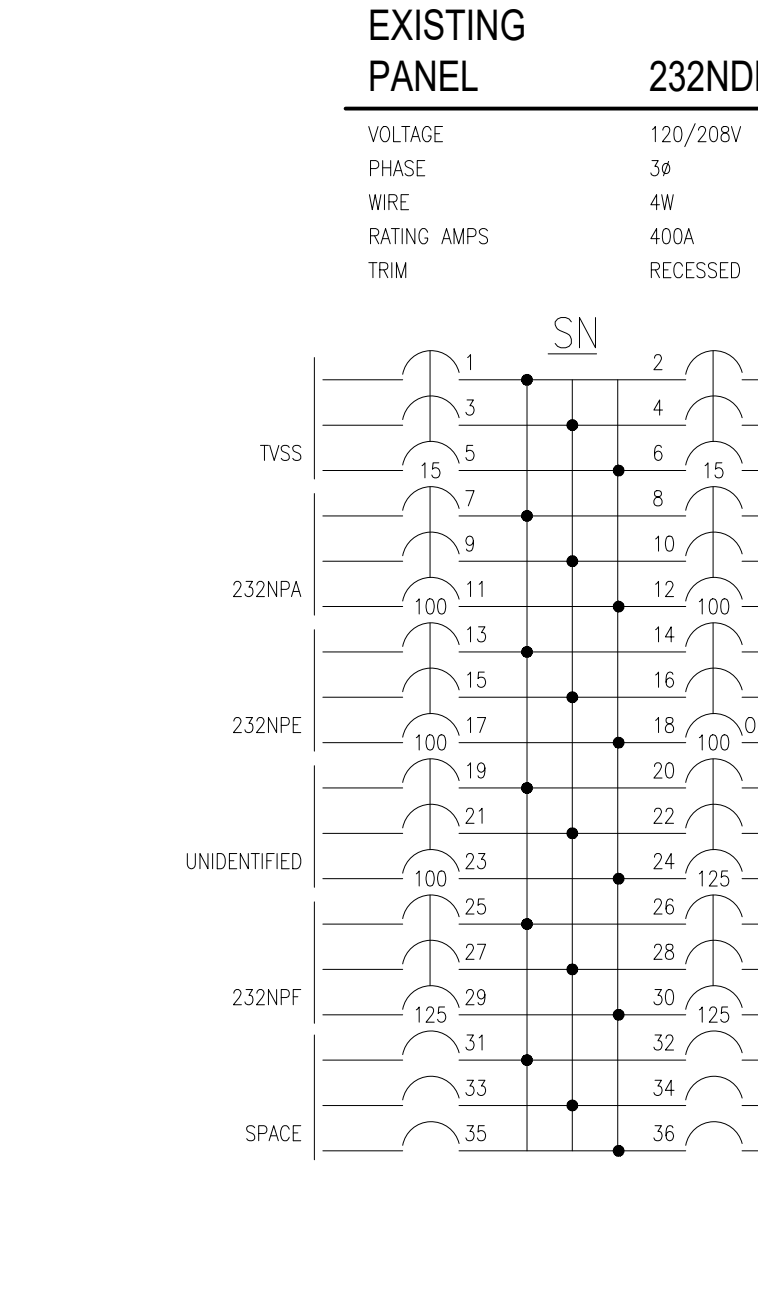 EXISTING
PANEL 232NDP
VOLTAGE 120/208V
PHASE 3ø
WIRE 4W
RATING AMPS 400A
TRIM RECESSED
SN
1 2
3 4
TVSS 15 5 6 15
7 8
9 10
232NPA 100 11 12 100
13 14
15 16
232NPE 100 17 18 100 0
19 20
21 22
UNIDENTIFIED 100 23 24 125
25 26
27 28
232NPF 125 29 30 125
31 32
33 34
SPACE 35 36